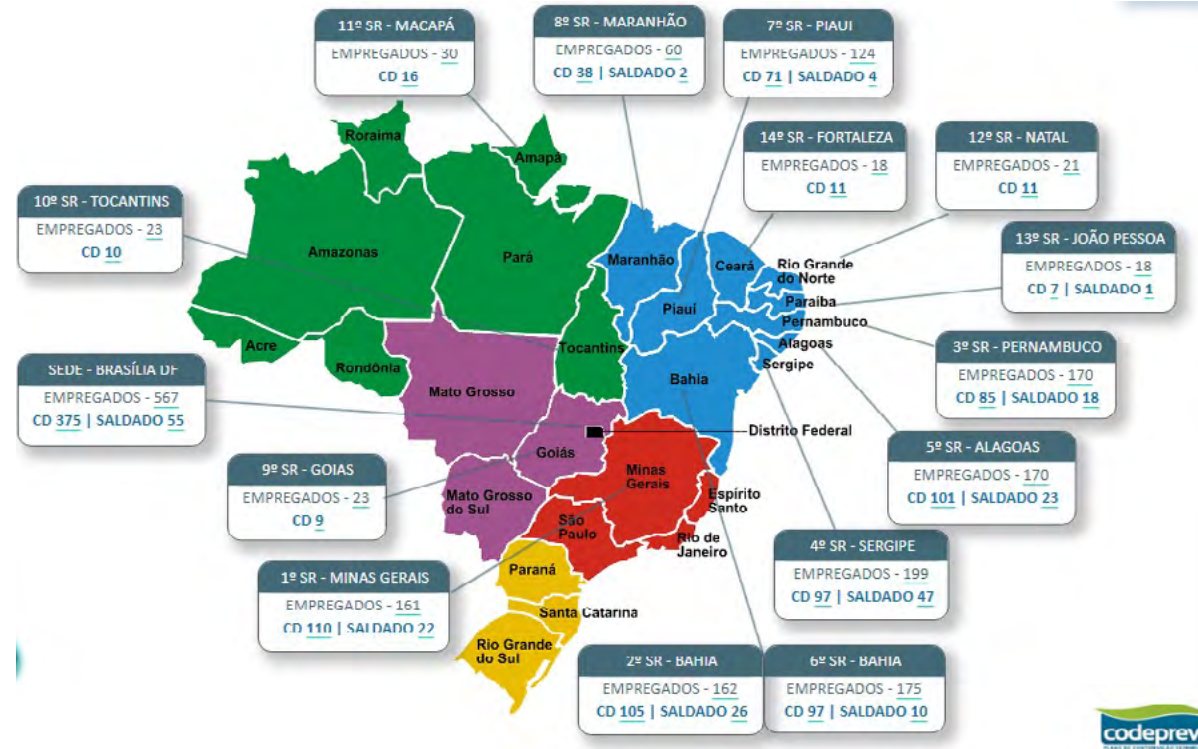 11º SR - MACAPÁ
EMPREGADOS - 30
CD 16
8º SR - MARANHÃO
EMPREGADOS - 60
CD 38 | SALDADO 2
7º SR - PIAUI
EMPREGADOS - 124
CD 71 | SALDADO 4
14º SR - FORTALEZA
EMPREGADOS - 18
CD 11
12º SR - NATAL
EMPREGADOS - 21
CD 11
10º SR - TOCANTINS
EMPREGADOS - 23
CD 10
13º SR - JOÃO PESSOA
EMPREGADOS - 18
CD 7 | SALDADO 1
SEDE - BRASÍLIA DF
EMPREGADOS - 567
CD 375 | SALDADO 55
3º SR - PERNAMBUCO
EMPREGADOS - 170
CD 85 | SALDADO 18
9º SR - GOIAS
EMPREGADOS - 23
CD 9
5º SR - ALAGOAS
EMPREGADOS - 170
CD 101 | SALDADO 23
1º SR - MINAS GERAIS
EMPREGADOS - 161
CD 110 | SALDADO 22
4º SR - SERGIPE
EMPREGADOS - 199
CD 97 | SALDADO 47
2º SR - BAHIA
EMPREGADOS - 162
CD 105 | SALDADO 26
6º SR - BAHIA
EMPREGADOS - 175
CD 97 | SALDADO 10
Roraima
Amapá
Amazonas
Pará
Maranhão
Ceará
Rio Grande
do Norte
Paraíba
Piauí
Pernambuco
Alagoas
Sergipe
Acre
Rondônia
Tocantins
Mato Grosso
Bahia
Distrito Federal
Goiás
Minas
Gerais
Mato Grosso
do Sul
Espírito
Santo
São
Paulo
Rio de
Janeiro
Paraná
Santa Catarina
Rio Grande
do Sul
codeprev